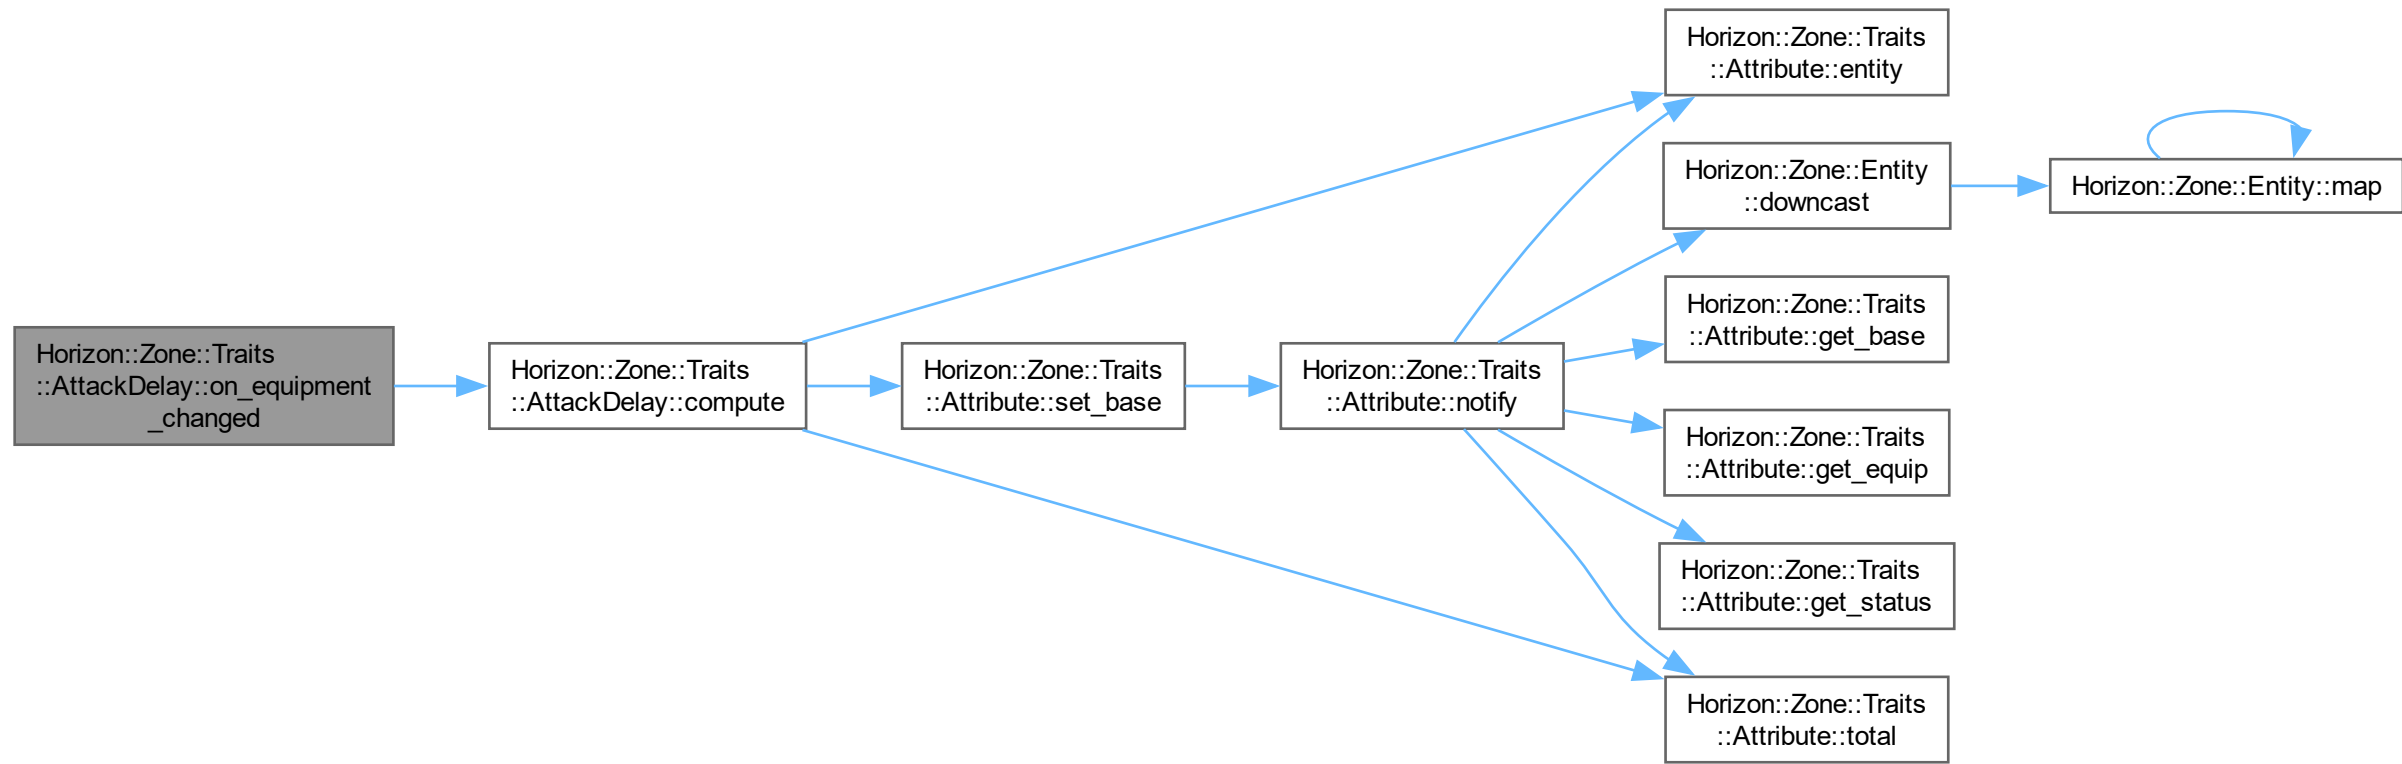 Horizon::Zone::Traits
::AttackDelay::on_equipment
_changed
Horizon::Zone::Traits
::AttackDelay::compute
Horizon::Zone::Traits
::Attribute::set_base
Horizon::Zone::Traits
::Attribute::notify
Horizon::Zone::Traits
::Attribute::entity
Horizon::Zone::Entity
::downcast
Horizon::Zone::Entity::map
Horizon::Zone::Traits
::Attribute::get_base
Horizon::Zone::Traits
::Attribute::get_equip
Horizon::Zone::Traits
::Attribute::get_status
Horizon::Zone::Traits
::Attribute::total